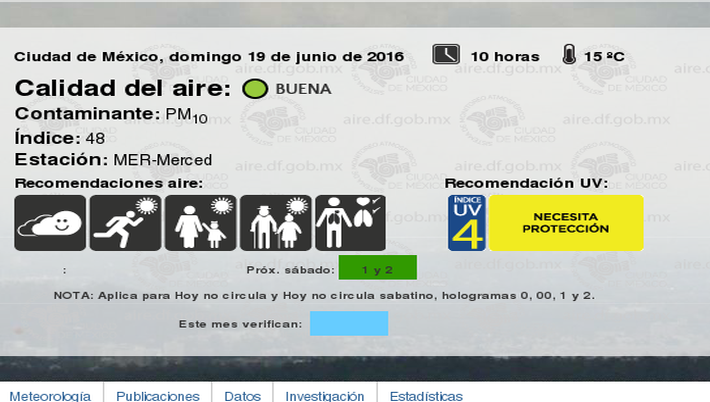 Ciudad de México, domingo 19 de junio de 2016 10 horas 15 ºC
Calidad del aire: BUENA
Contaminante: PM10
Índice: 48
Estación: MER-Merced
Recomendaciones aire: Recomendación UV:
ÍNDICE
UV
4
NECESITA
PROTECCIÓN
: Próx. sábado: 1 y 2
NOTA: Aplica para Hoy no circula y Hoy no circula sabatino, hologramas 0, 00, 1 y 2.
Este mes verifican:
Meteorología Publicaciones Datos Investigación Estadísticas